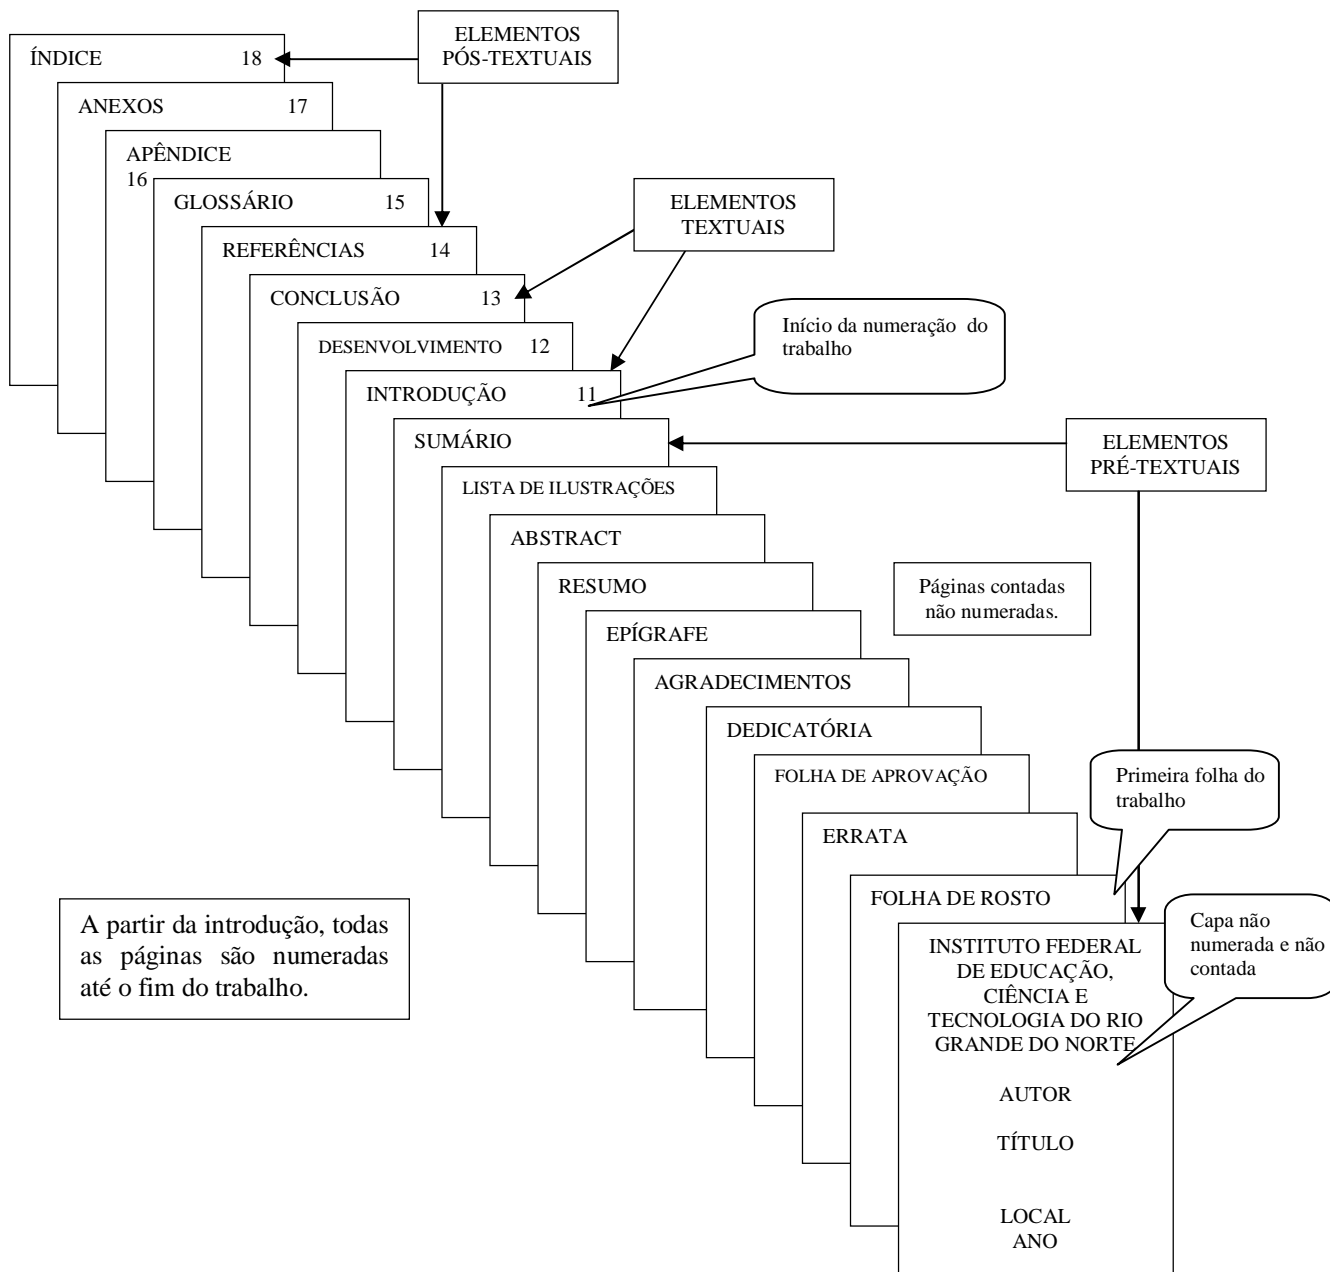 ELEMENTOS
PÓS-TEXTUAIS
ÍNDICE 18
ANEXOS 17
APÊNDICE
16
GLOSSÁRIO 15
REFERÊNCIAS 14
CONCLUSÃO 13
DESENVOLVIMENTO 12
INTRODUÇÃO 11
ELEMENTOS
TEXTUAIS
Início da numeração do
trabalho
SUMÁRIO
ELEMENTOS
PRÉ-TEXTUAIS
LISTA DE ILUSTRAÇÕES
ABSTRACT
RESUMO
Páginas contadas
não numeradas.
EPÍGRAFE
AGRADECIMENTOS
DEDICATÓRIA
FOLHA DE APROVAÇÃO
Primeira folha do
trabalho
ERRATA
FOLHA DE ROSTO
A partir da introdução, todas
as páginas são numeradas
até o fim do trabalho.
Capa não
numerada e não
contada
INSTITUTO FEDERAL
DE EDUCAÇÃO,
CIÊNCIA E
TECNOLOGIA DO RIO
GRANDE DO NORTE
AUTOR
TÍTULO
LOCAL
ANO